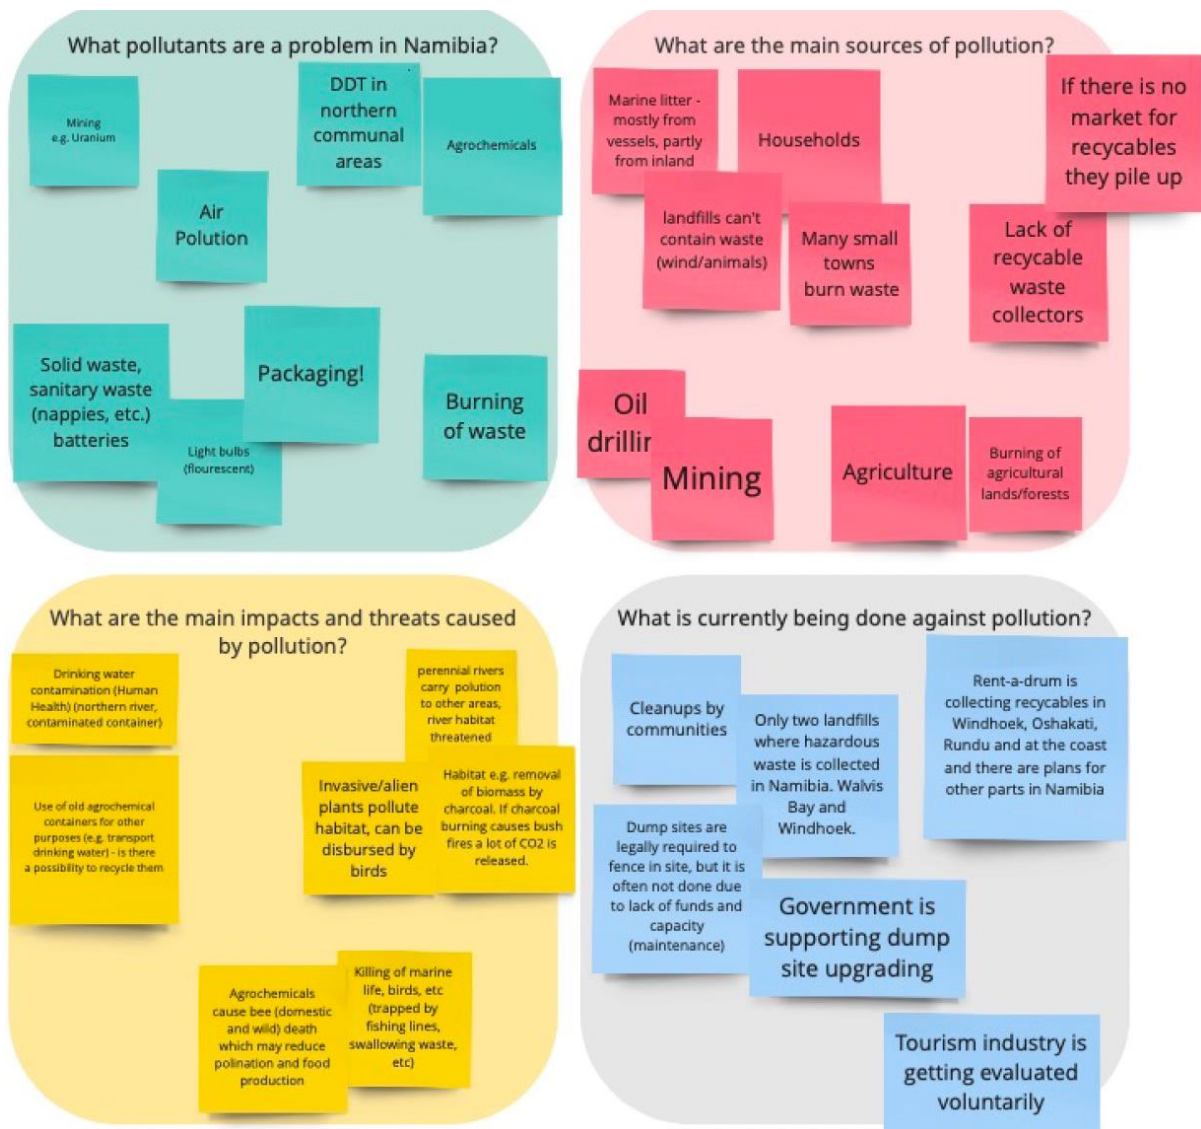 What pollutants are a problem in Namibia?
Mining
e.g. Uranium
DDT in
northern
communal
areas
Agrochemicals
Air
Polution
Solid waste,
sanitary waste
(nappies, etc.)
batteries
Light bulbs
(flourescent)
Packaging!
Burning
of waste
What are the main sources of pollution?
Marine litter -
mostly from
vessels, partly
from inland
Households
If there is no
market for
recycables
they pile up
landfills can't
contain waste
(wind/animals)
Many small
towns
burn waste
Lack of
recycable
waste
collectors
Oil
drillin
Mining
Agriculture
Burning of
agricultural
lands/forests
What are the main impacts and threats caused
by pollution?
Drinking water
contamination (Human
Health) (northern river,
contaminated container)
perennial rivers
carry polution
to other areas,
river habitat
threatened
Use of old agrochemical
containers for other
purposes (e.g. transport
drinking water) - is there
a possibility to recycle them
Invasive/alien
plants pollute
habitat, can be
disbursed by
birds
Habitat e.g. removal
of biomass by
charcoal. If charcoal
burning causes bush
fires a lot of CO2 is
released.
Agrochemicals
cause bee (domestic
and wild) death
which may reduce
polination and food
production
Killing of marine
life, birds, etc
(trapped by
fishing lines,
swallowing waste,
etc)
What is currently being done against pollution?
Cleanups by
communities
Only two landfills
where hazardous
waste is collected
in Namibia. Walvis
Bay and
Windhoek.
Rent-a-drum is
collecting recycables in
Windhoek, Oshakati,
Rundu and at the coast
and there are plans for
other parts in Namibia
Dump sites are
legally required to
fence in site, but it is
often not done due
to lack of funds and
capacity
(maintenance)
Government is
supporting dump
site upgrading
Tourism industry is
getting evaluated
voluntarily